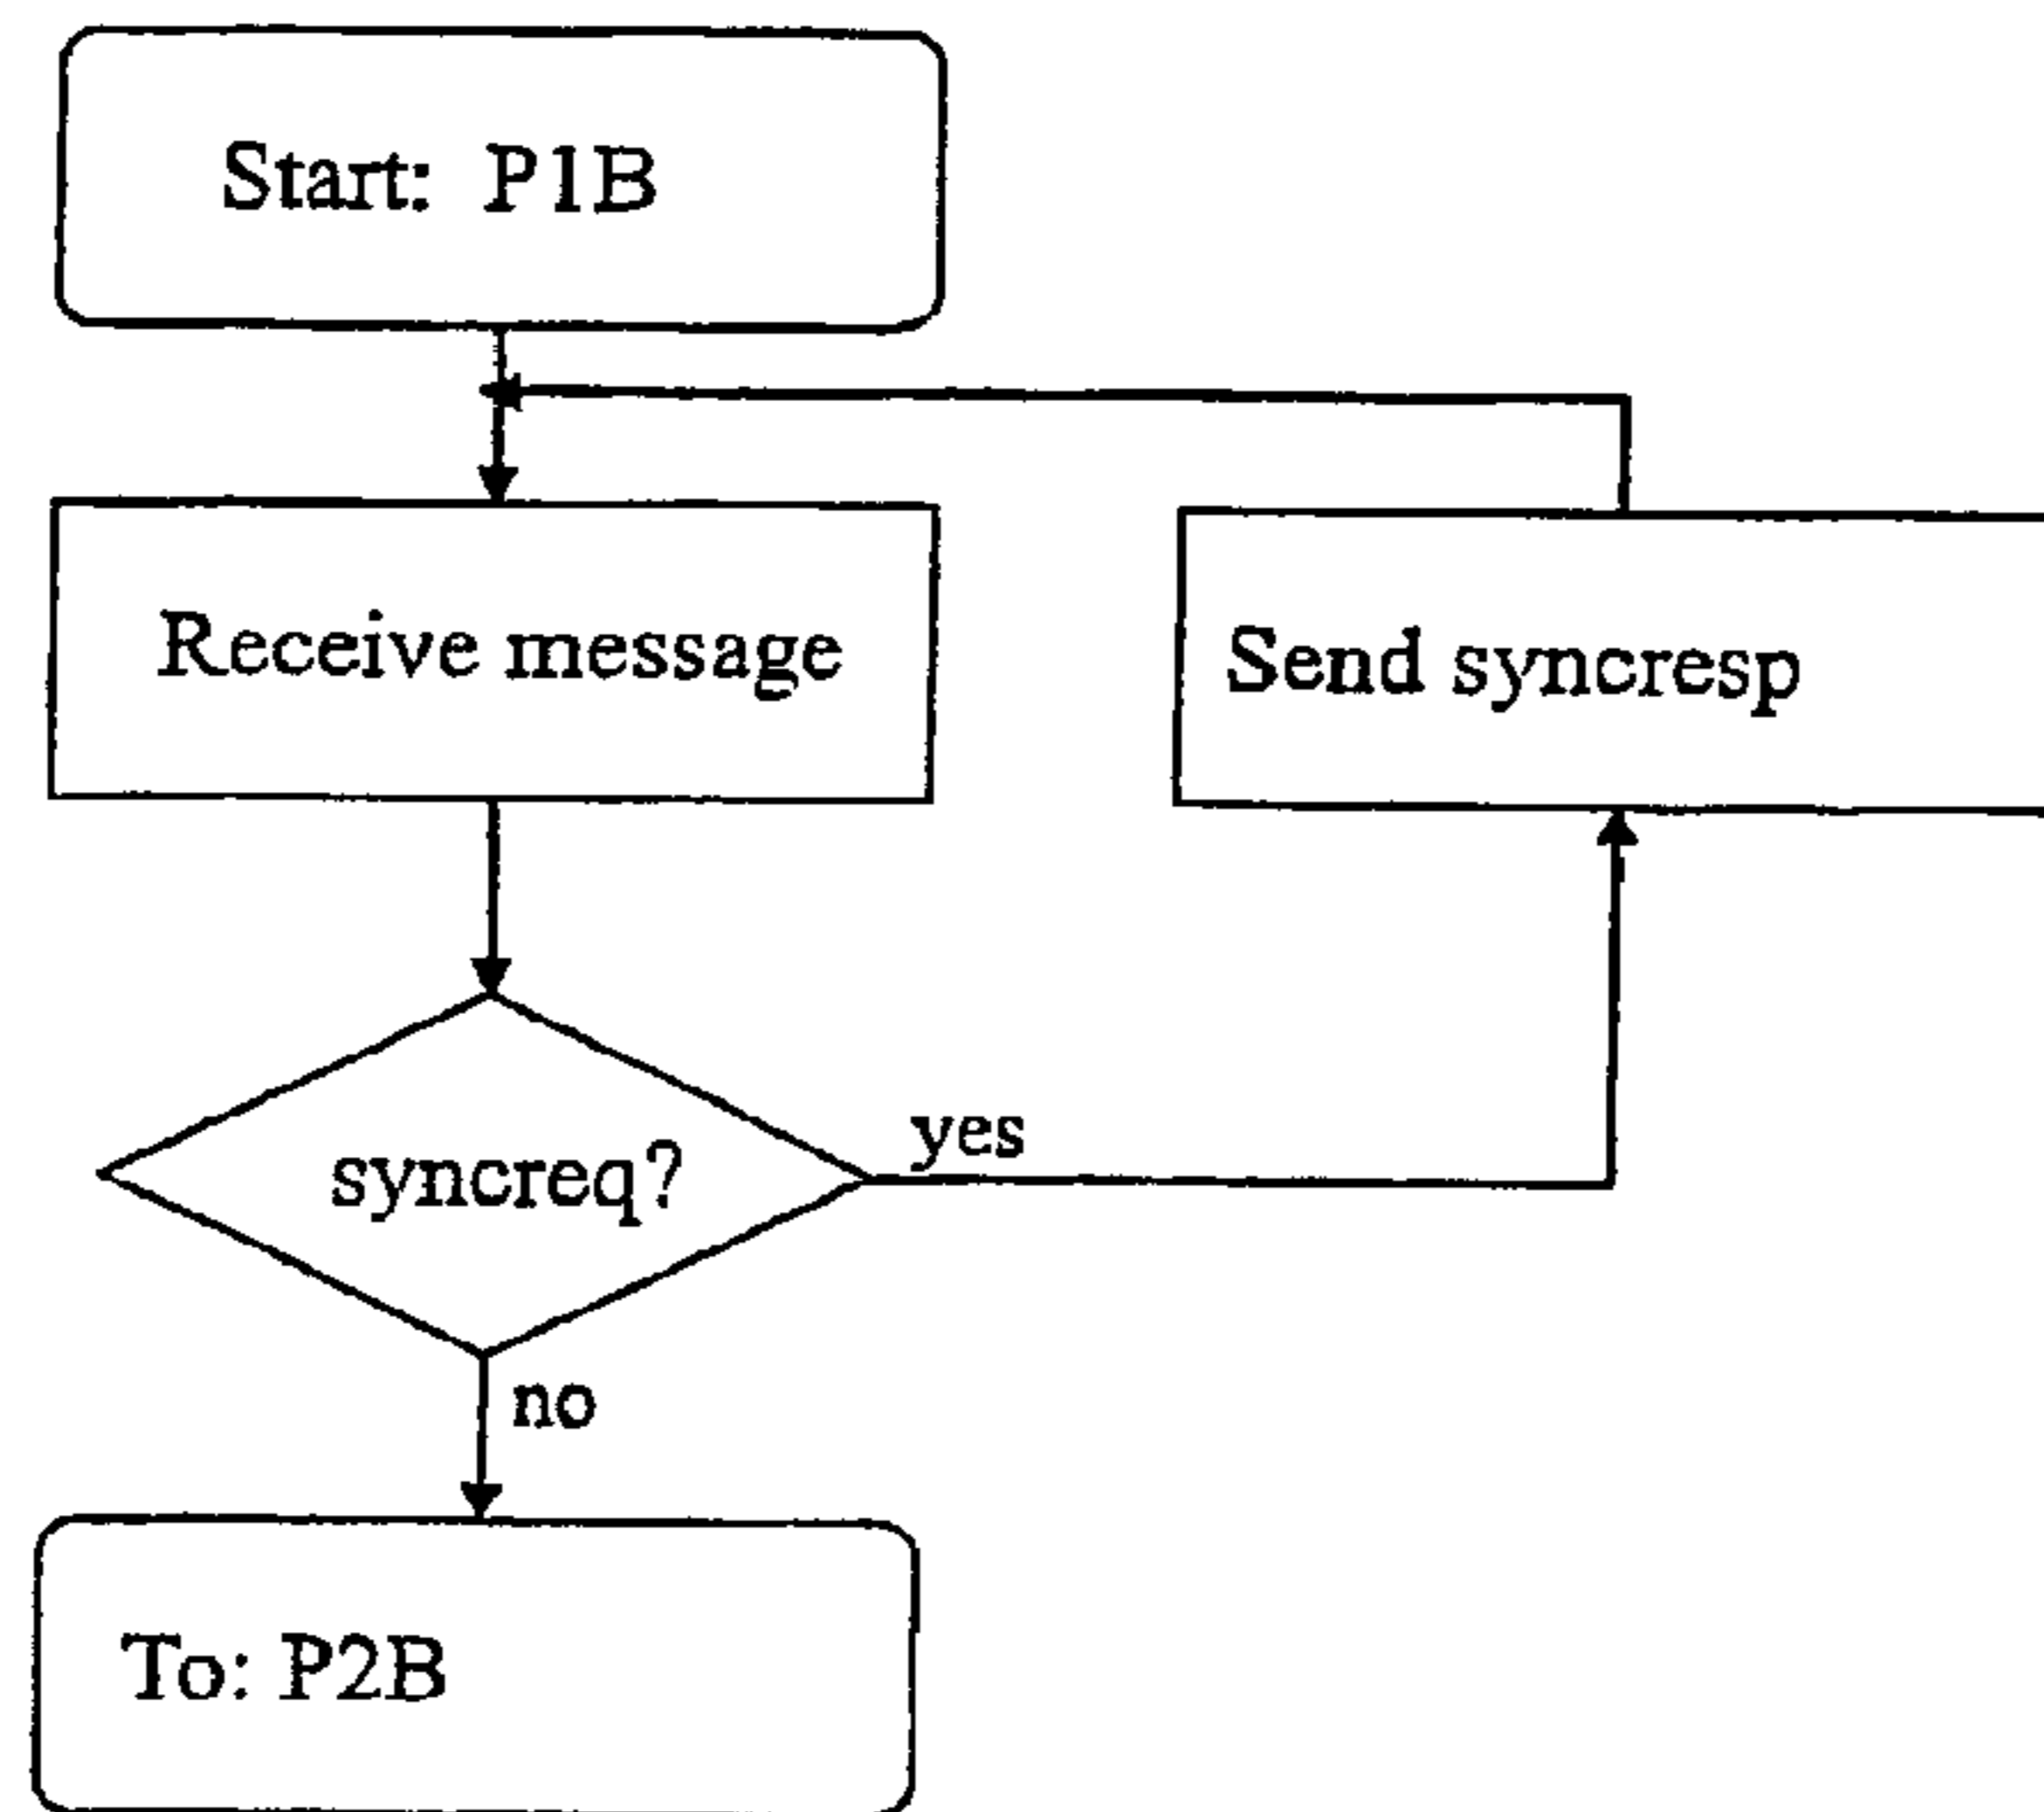 Start: P1B
Receive message
Send syncresp
syncreq?
yes
no
To: P2B